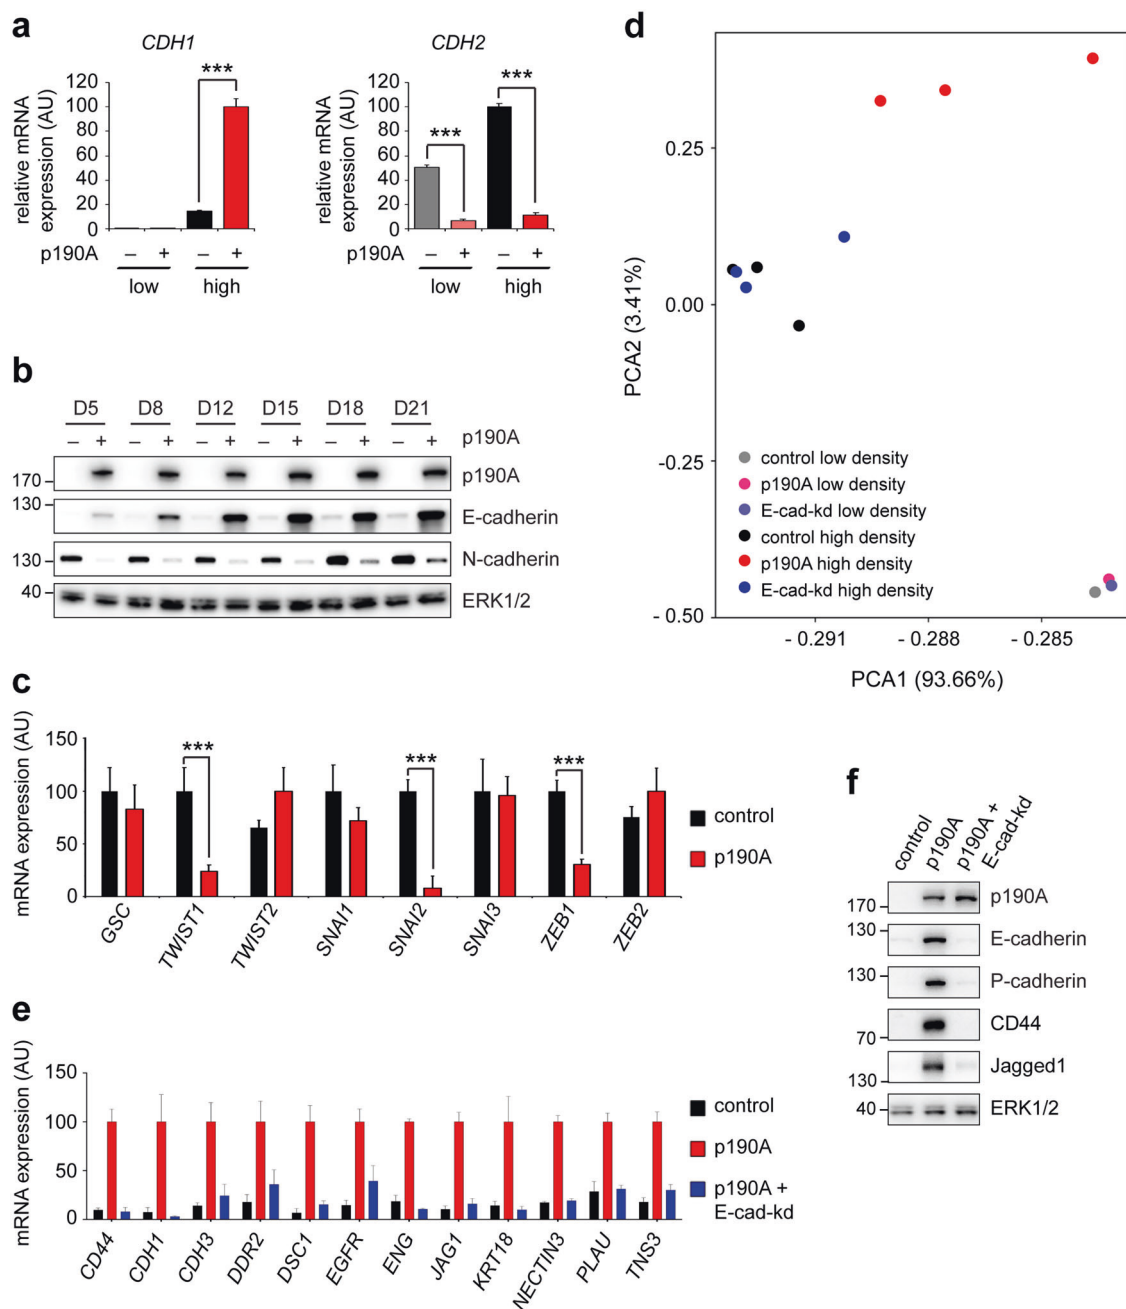 a
CDH1
relative mRNA
expression (AU)
120
100
80
60
40
20
0
***
p190A
– + – +
low high
CDH2
relative mRNA
expression (AU)
120
100
80
60
40
20
0
***
***
p190A
– + – +
low high
b
D5 D8 D12 D15 D18 D21
– + – + – + – + – + – + p190A
170 p190A
130 E-cadherin
130 N-cadherin
40 ERK1/2
c
mRNA expression (AU)
150
100
50
0
*** *** ***
GSC TWIST1 TWIST2 SNAI1 SNAI2 SNAI3 ZEB1 ZEB2
control
p190A
d
PCA2 (3.41%)
0.25
0.00
-0.25
- 0.50
control low density
p190A low density
E-cad-kd low density
control high density
p190A high density
E-cad-kd high density
- 0.291 - 0.288 - 0.285
PCA1 (93.66%)
e
mRNA expression (AU)
150
100
50
0
CD44 CDH1 CDH3 DDR2 DSC1 EGFR ENG JAG1 KRT18 NECTIN3 PLAU TNS3
control
p190A
p190A +
E-cad-kd
f
control
p190A
p190A +
E-cad-kd
170 p190A
130 E-cadherin
130 P-cadherin
70 CD44
130 Jagged1
40 ERK1/2